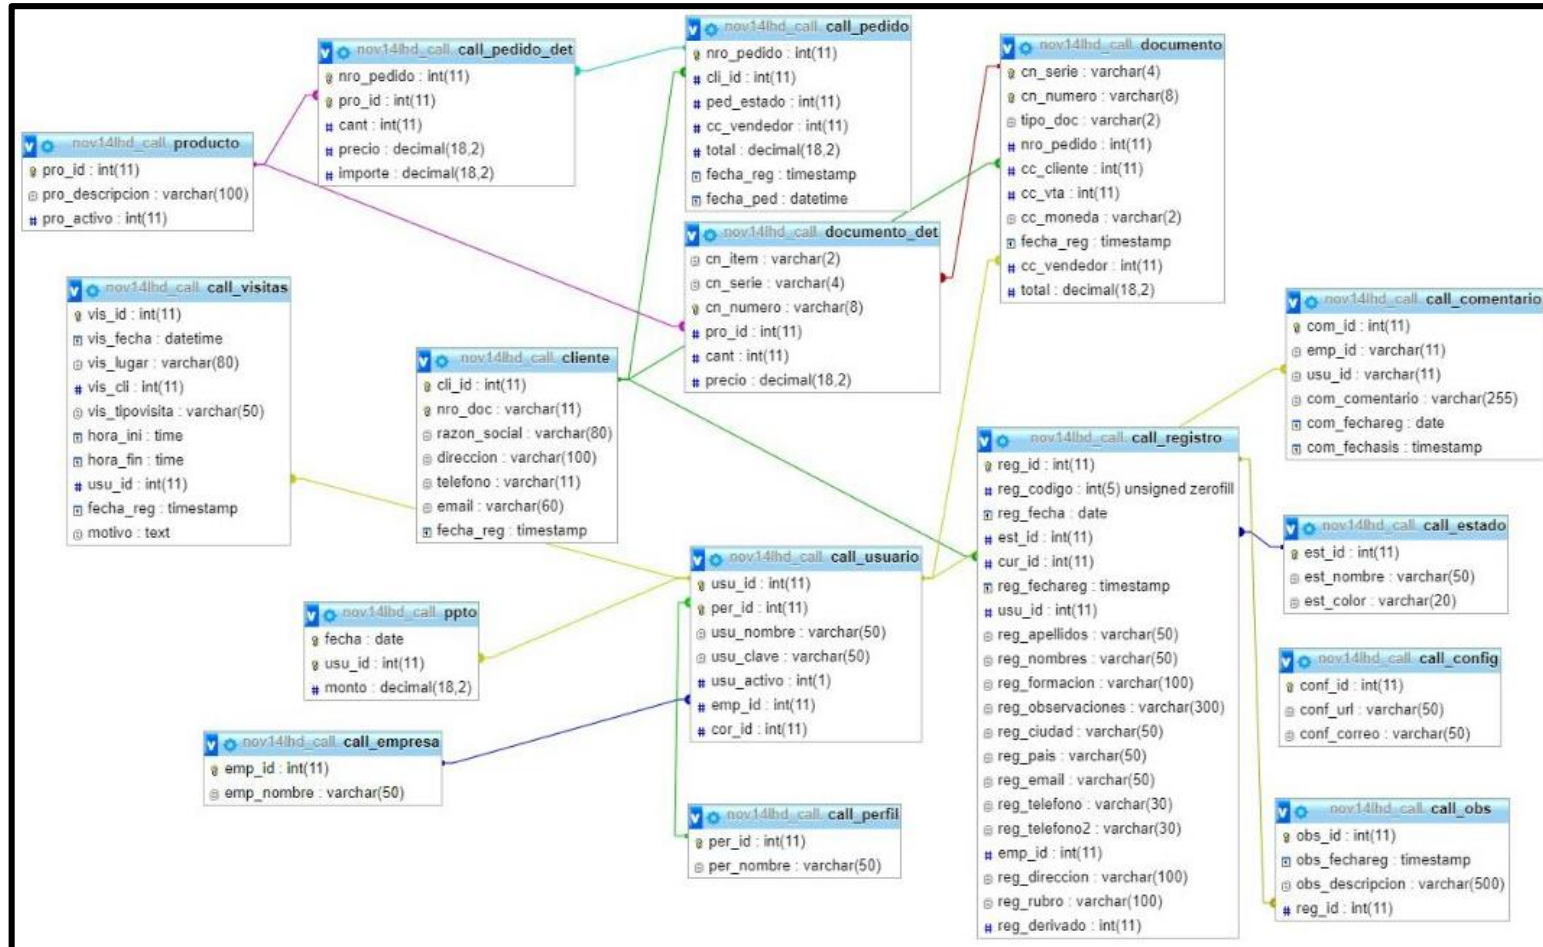 nov14lhd_call. call_pedido_det
nro_pedido : int(11)
pro_id : int(11)
cant : int(11)
precio : decimal(18,2)
importe : decimal(18,2)
nov14lhd_call. call_pedido
nro_pedido : int(11)
cli_id : int(11)
ped_estado : int(11)
cc_vendedor : int(11)
total : decimal(18,2)
fecha_reg : timestamp
fecha_ped : datetime
nov14lhd_call. documento
cn_serie : varchar(4)
cn_numero : varchar(8)
tipo_doc : varchar(2)
nro_pedido : int(11)
cc_cliente : int(11)
cc_vta : int(11)
cc_moneda : varchar(2)
fecha_reg : timestamp
cc_vendedor : int(11)
total : decimal(18,2)
nov14lhd_call. producto
pro_id : int(11)
pro_descripcion : varchar(100)
pro_activo : int(11)
nov14lhd_call. documento_det
cn_item : varchar(2)
cn_serie : varchar(4)
cn_numero : varchar(8)
pro_id : int(11)
cant : int(11)
precio : decimal(18,2)
nov14lhd_call. call_visitas
vis_id : int(11)
vis_fecha : datetime
vis_lugar : varchar(80)
vis_cli : int(11)
vis_tipovisita : varchar(50)
hora_ini : time
hora_fin : time
usu_id : int(11)
fecha_reg : timestamp
motivo : text
nov14lhd_call. cliente
cli_id : int(11)
nro_doc : varchar(11)
razon_social : varchar(80)
direccion : varchar(100)
telefono : varchar(11)
email : varchar(60)
fecha_reg : timestamp
nov14lhd_call. call_comentario
com_id : int(11)
emp_id : varchar(11)
usu_id : varchar(11)
com_comentario : varchar(255)
com_fechareg : date
com_fechasis : timestamp
nov14lhd_call. call_registro
reg_id : int(11)
reg_codigo : int(5) unsigned zerofill
reg_fecha : date
est_id : int(11)
cur_id : int(11)
reg_fechareg : timestamp
usu_id : int(11)
reg_apellidos : varchar(50)
reg_nombres : varchar(50)
reg_formacion : varchar(100)
reg_observaciones : varchar(300)
reg_ciudad : varchar(50)
reg_pais : varchar(50)
reg_email : varchar(50)
reg_telefono : varchar(30)
reg_telefono2 : varchar(30)
emp_id : int(11)
reg_direccion : varchar(100)
reg_rubro : varchar(100)
reg_derivado : int(11)
nov14lhd_call. call_estado
est_id : int(11)
est_nombre : varchar(50)
est_color : varchar(20)
nov14lhd_call. call_usuario
usu_id : int(11)
per_id : int(11)
usu_nombre : varchar(50)
usu_clave : varchar(50)
usu_activo : int(1)
emp_id : int(11)
cor_id : int(11)
nov14lhd_call. ppto
fecha : date
usu_id : int(11)
monto : decimal(18,2)
nov14lhd_call. call_config
conf_id : int(11)
conf_url : varchar(50)
conf_correo : varchar(50)
nov14lhd_call. call_empresa
emp_id : int(11)
emp_nombre : varchar(50)
nov14lhd_call. call_perfil
per_id : int(11)
per_nombre : varchar(50)
nov14lhd_call. call_obs
obs_id : int(11)
obs_fechareg : timestamp
obs_descripcion : varchar(500)
reg_id : int(11)